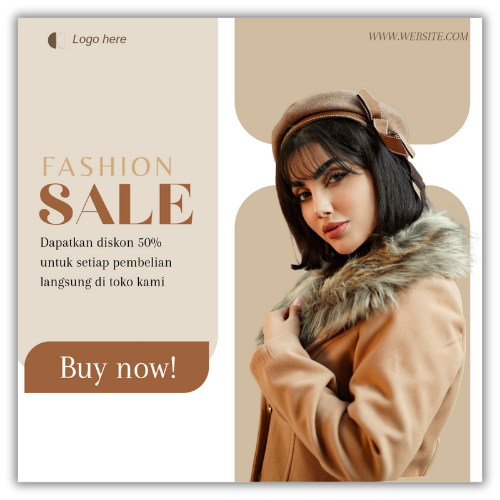 Logo here
WWW.WEBSITE.COM
FASHION
SALE
Dapatkan diskon 50%
untuk setiap pembelian
langsung di toko kami
Buy now!